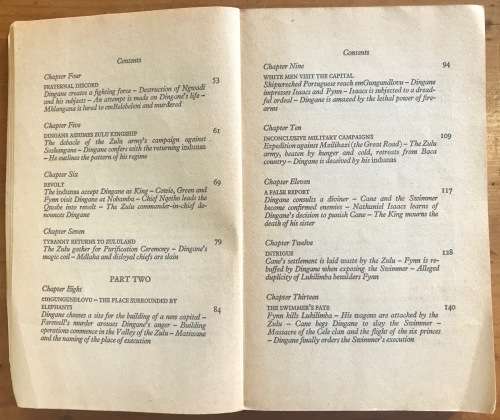 Contents
Chapter Four
FRATERNAL DISCORD 53
Dingane creates a fighting force – Destruction of Ngwadi
and his subjects – An attempt is made on Dingane's life –
Mhlangana is lured to emBelebeleni and murdered
Chapter Five
DINGANE ASSUMES ZULU KINGSHIP 61
The debacle of the Zulu army's campaign against
Soshangane – Dingane confers with the returning indunas
– He outlines the pattern of his regime
Chapter Six
REVOLT 69
The indunas accept Dingane as King – Cowie, Green and
Fynn visit Dingane at Nobamba – Chief Nqetho leads the
Qwabe into revolt – The Zulu commander-in-chief de-
nounces Dingane
Chapter Seven
TYRANNY RETURNS TO ZULULAND 79
The Zulu gather for Purification Ceremony – Dingane's
magic coil – Mdlaka and disloyal chiefs are slain
PART TWO
Chapter Eight
EMGUNGUNDLOVU – THE PLACE SURROUNDED BY
ELEPHANTS 84
Dingane chooses a site for the building of a new capital –
Farewell's murder arouses Dingane's anger – Building
operations commence in the Valley of the Zulu – Matiwane
and the naming of the place of execution
Contents
Chapter Nine 94
WHITE MEN VISIT THE CAPITAL
Shipwrecked Portuguese reach emGungundlovu – Dingane
impresses Isaacs and Fynn – Isaacs is subjected to a dread-
ful ordeal – Dingane is amazed by the lethal power of fire-
arms
Chapter Ten
INCONCLUSIVE MILITARY CAMPAIGNS 109
Expedition against Mzilikazi (the Great Road) – The Zulu
army, beaten by hunger and cold, retreats from Baca
country – Dingane is deceived by his indunas
Chapter Eleven
A FALSE REPORT 117
Dingane consults a diviner – Cane and the Swimmer
become confirmed enemies – Nathaniel Isaacs learns of
Dingane's decision to punish Cane – The King mourns the
death of his sister
Chapter Twelve
INTRIGUE 128
Cane's settlement is laid waste by the Zulu – Fynn is re-
buffed by Dingane when exposing the Swimmer – Alleged
duplicity of Lukilimba bewilders Fynn
Chapter Thirteen
THE SWIMMER'S FATE 140
Fynn kills Lukilimba – His wagons are attacked by the
Zulu – Cane begs Dingane to slay the Swimmer –
Massacre of the Cele clan and the flight of the six princes
– Dingane finally orders the Swimmer's execution